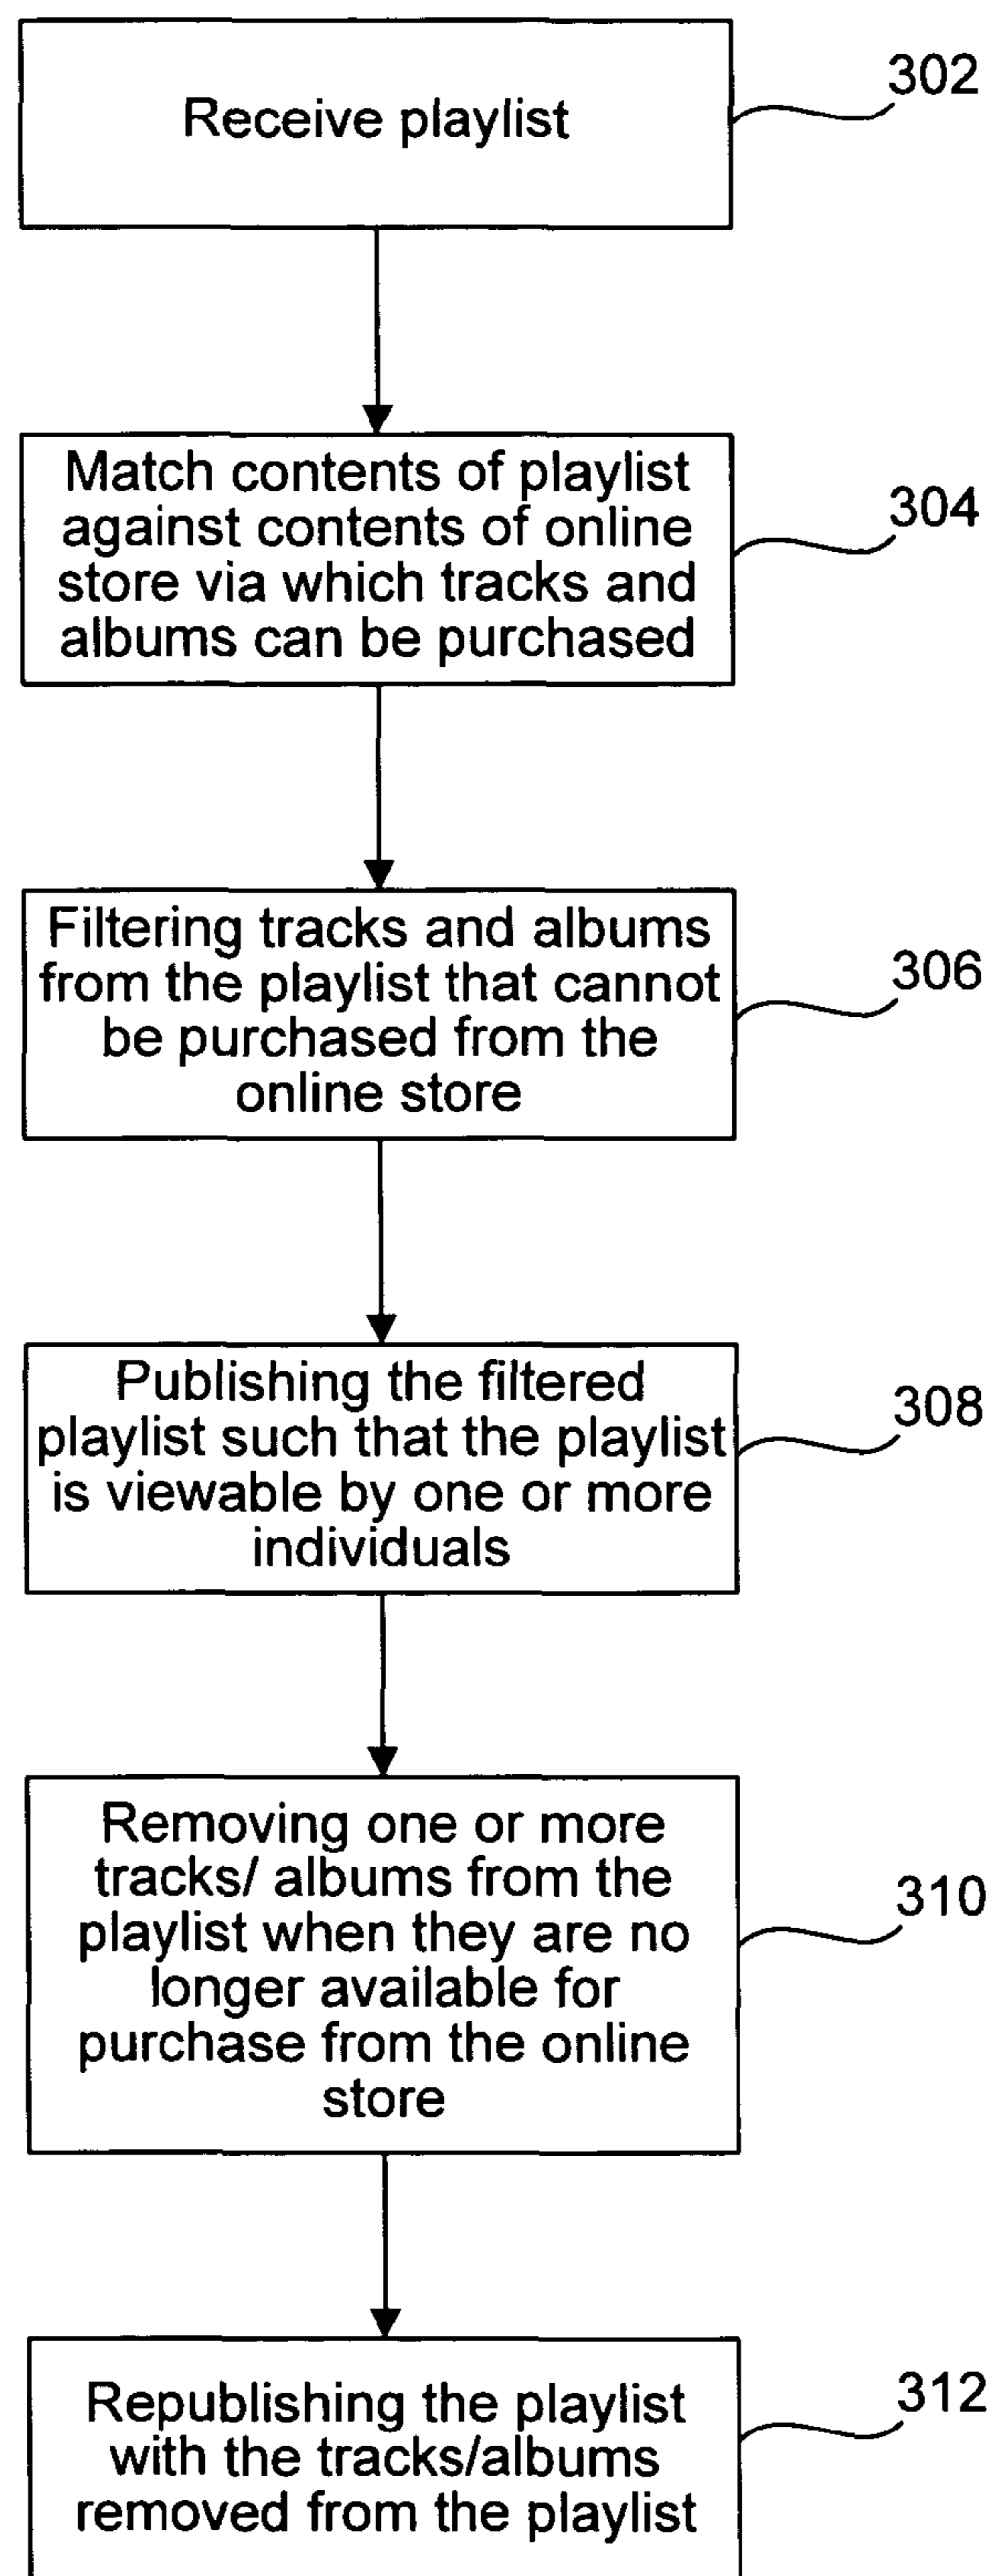 Receive playlist
302
Match contents of playlist
against contents of online
store via which tracks and
albums can be purchased
304
Filtering tracks and albums
from the playlist that cannot
be purchased from the
online store
306
Publishing the filtered
playlist such that the playlist
is viewable by one or more
individuals
308
Removing one or more
tracks/ albums from the
playlist when they are no
longer available for
purchase from the online
store
310
Republishing the playlist
with the tracks/albums
removed from the playlist
312